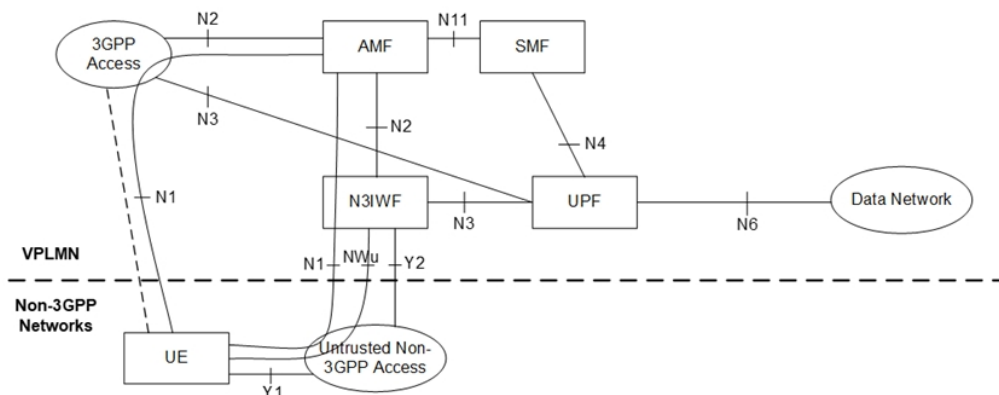 N2
3GPP
Access
AMF
N11
SMF
N3
N2
N4
N1
N3IWF
N3
UPF
N6
Data Network
VPLMN
N1
NWu
Y2
Non-3GPP
Networks
UE
Untrusted Non-
3GPP Access
Y1